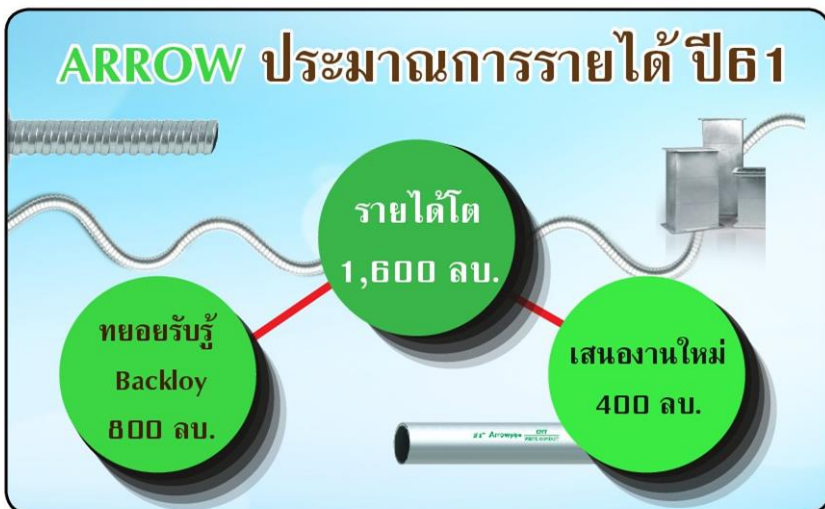 ARROW ประมาณการรายได้ ปี61
รายได้โต
1,600 ลบ.
ทยอยรับรู้
Backloy
800 ลบ.
เสนองานใหม่
400 ลบ.